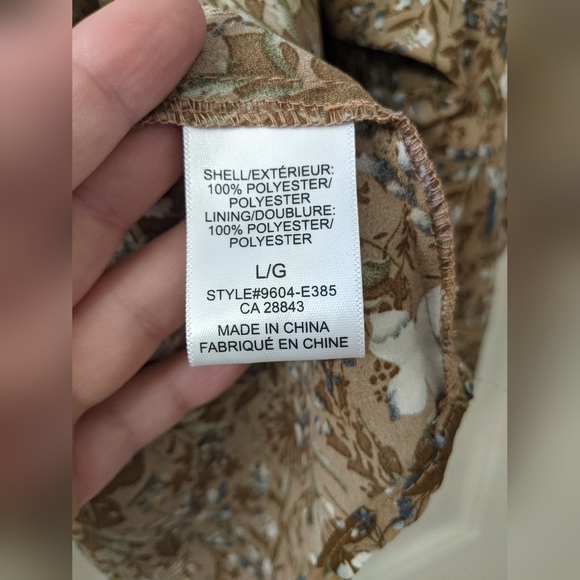 SHELL/EXTÉRIEUR:
100% POLYESTER/
POLYESTER
LINING/DOUBLURE:
100% POLYESTER/
POLYESTER
L/G
STYLE#9604-E385
CA 28843
MADE IN CHINA
FABRIQUÉ EN CHINE